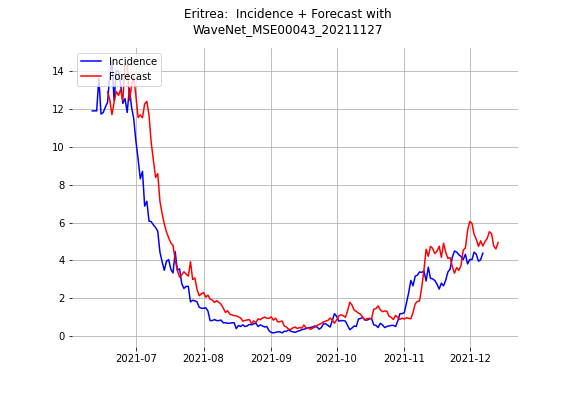 Eritrea:  Incidence + Forecast with
WaveNet_MSE00043_20211127
Incidence
Forecast
14
12
10
8
6
4
2
0
2021-07 2021-08 2021-09 2021-10 2021-11 2021-12